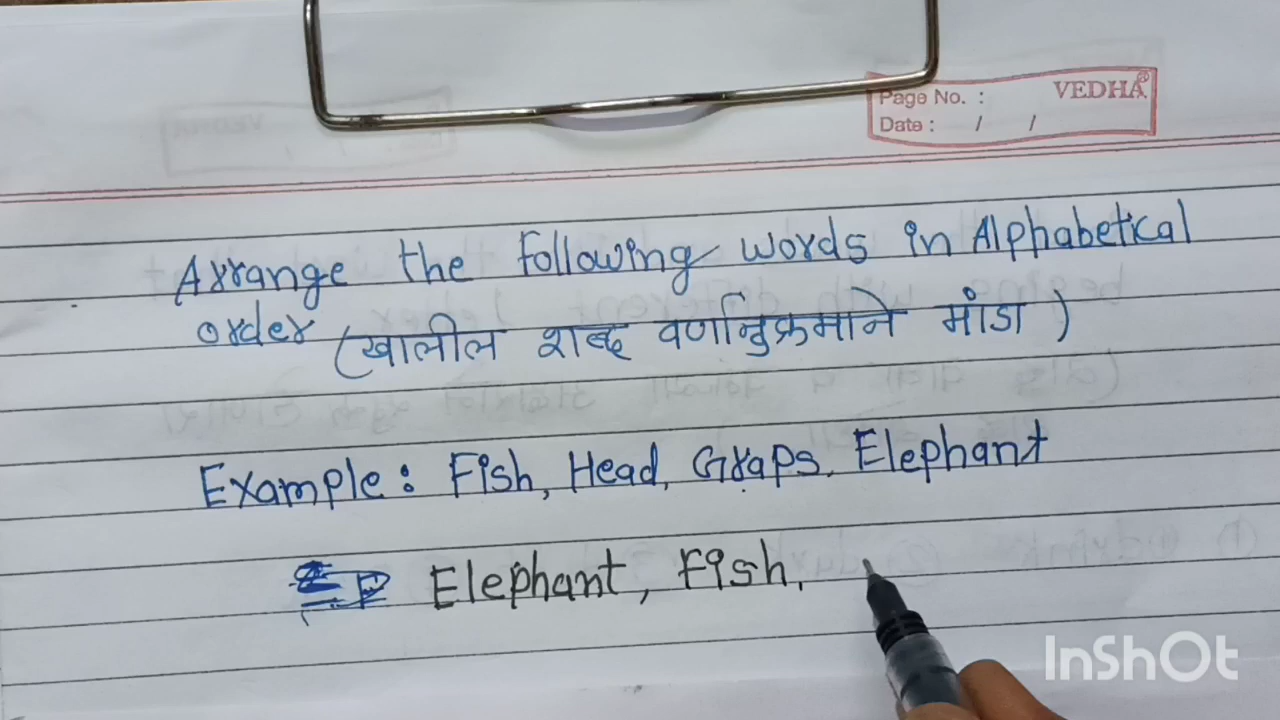 Page No. : VEDHA®
Date : / /
Arrange the following words in Alphabetical
order (खालील शब्द वर्णानुक्रमाने मांडा )
Example : Fish, Head, Graps, Elephant
Elephant, Fish,
InShOt